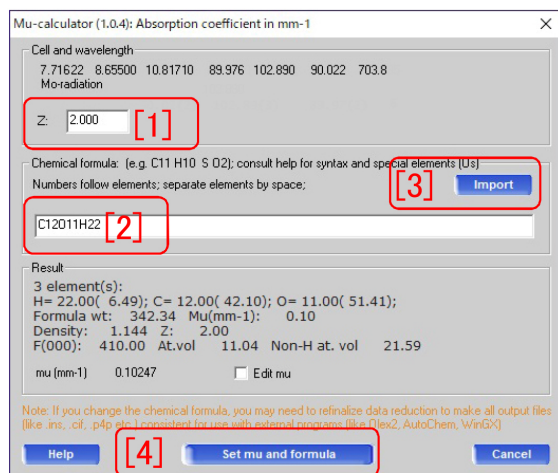 Mu-calculator (1.0.4): Absorption coefficient in mm-1
Cell and wavelength
7.71622 8.65500 10.81710 89.976 102.890 90.022 703.8
Mo-radiation
Z: 2.000 [1]
Chemical formula: (e.g. C11 H10 S O2); consult help for syntax and special elements (Us)
Numbers follow elements; separate elements by space;
[3] Import
C12O11H22 [2]
Result
3 element(s):
H= 22.00( 6.49); C= 12.00( 42.10); O= 11.00( 51.41);
Formula wt: 342.34 Mu(mm-1): 0.10
Density: 1.144 Z: 2.00
F(000): 410.00 At.vol 11.04 Non-H at. vol 21.59
mu (mm-1) 0.10247 Edit mu
Note: If you change the chemical formula, you may need to refinalize data reduction to make all output files
(like .ins, .cif, .p4p etc.) consistent for use with external programs (like Olex2, AutoChem, WinGX)
Help [4] Set mu and formula Cancel